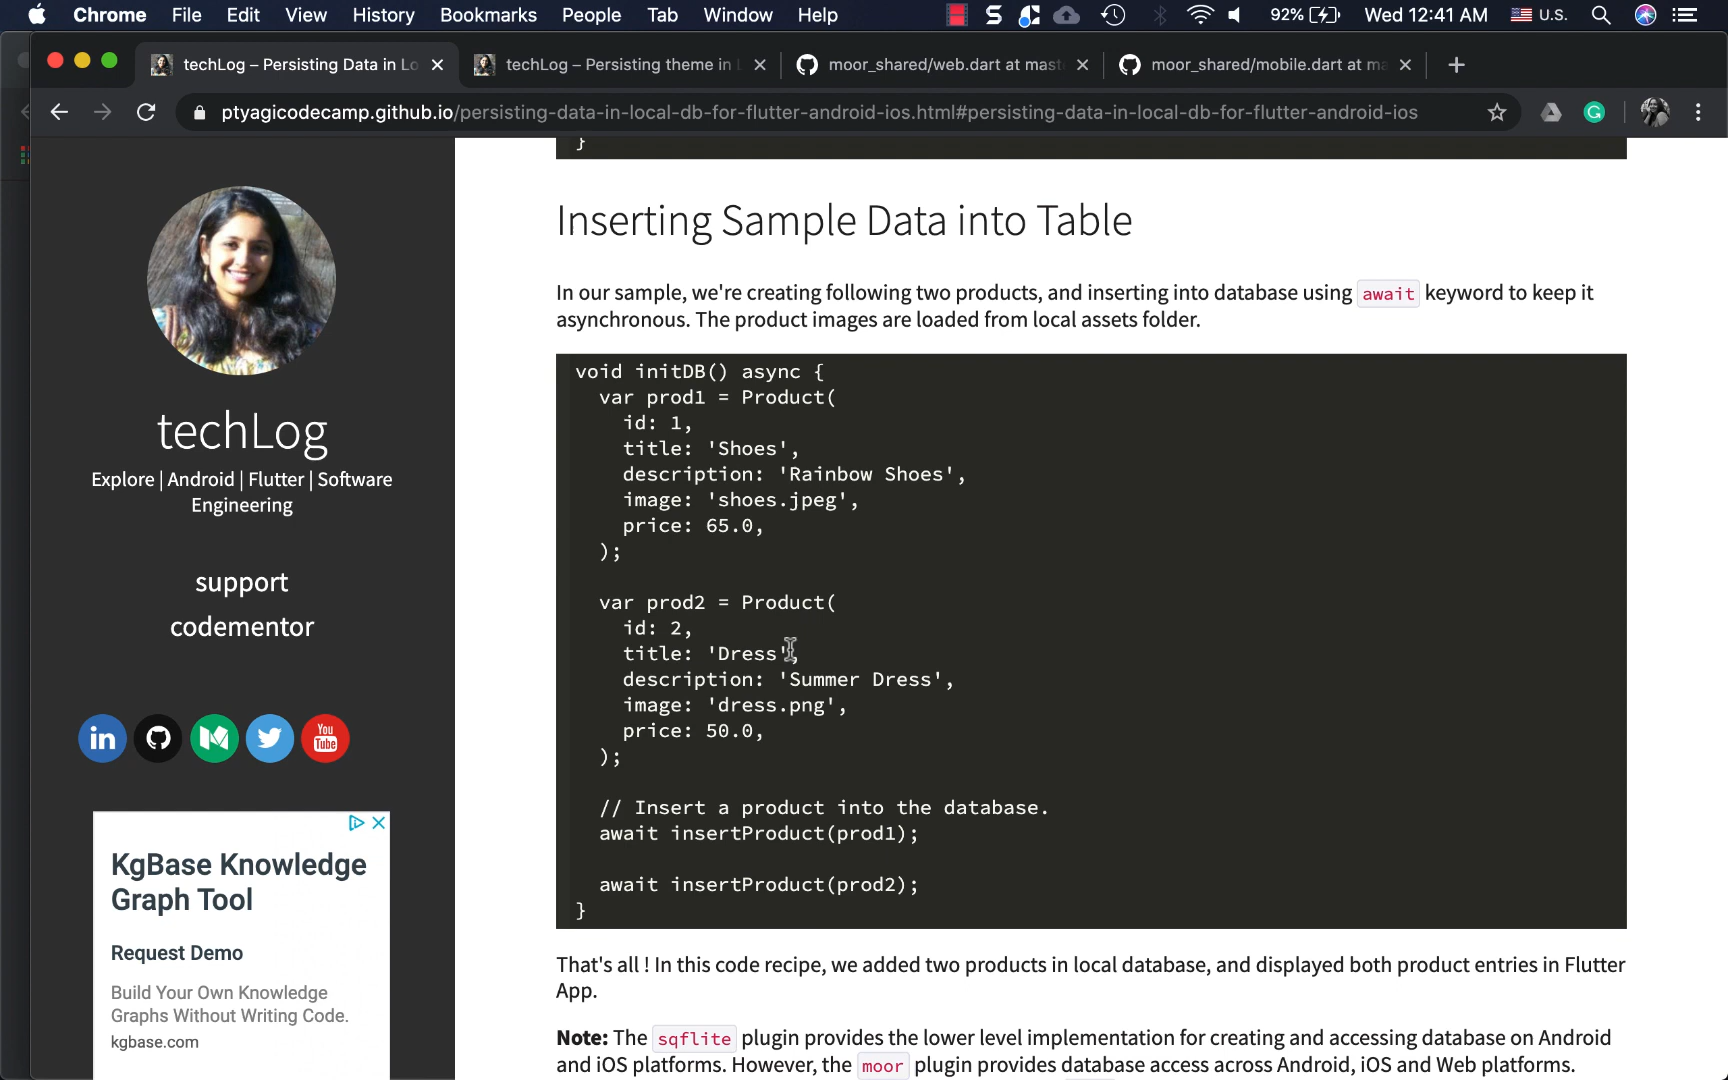 Chrome File Edit View History Bookmarks People Tab Window Help 92% Wed 12:41 AM U.S.
techLog – Persisting Data in Lo
techLog – Persisting theme in
moor_shared/web.dart at mast
moor_shared/mobile.dart at ma
ptyagicodecamp.github.io/persisting-data-in-local-db-for-flutter-android-ios.html#persisting-data-in-local-db-for-flutter-android-ios
techLog
Explore | Android | Flutter | Software
Engineering
support
codementor
in
You
Tube
KgBase Knowledge
Graph Tool
Request Demo
Build Your Own Knowledge
Graphs Without Writing Code.
kgbase.com
}
Inserting Sample Data into Table
In our sample, we're creating following two products, and inserting into database using await keyword to keep it
asynchronous. The product images are loaded from local assets folder.
void initDB() async {
var prod1 = Product(
id: 1,
title: 'Shoes',
description: 'Rainbow Shoes',
image: 'shoes.jpeg',
price: 65.0,
);
var prod2 = Product(
id: 2,
title: 'Dress',
description: 'Summer Dress',
image: 'dress.png',
price: 50.0,
);
// Insert a product into the database.
await insertProduct(prod1);
await insertProduct(prod2);
}
That's all ! In this code recipe, we added two products in local database, and displayed both product entries in Flutter
App.
Note: The sqflite plugin provides the lower level implementation for creating and accessing database on Android
and iOS platforms. However, the moor plugin provides database access across Android, iOS and Web platforms.